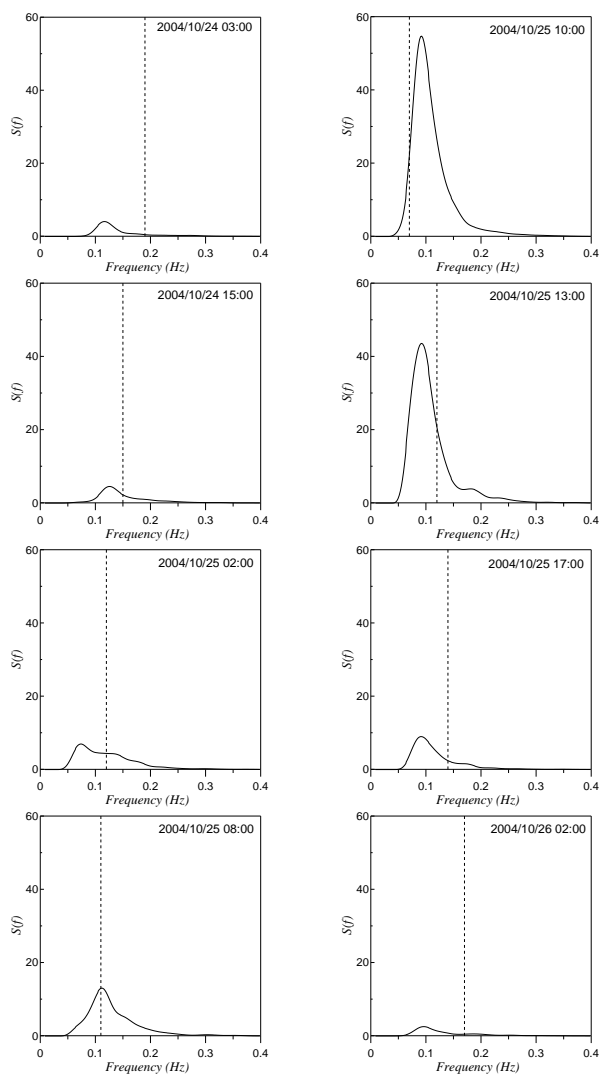 2004/10/24 03:00
60
40
20
0
S(f)
0 0.1 0.2 0.3 0.4
Frequency (Hz)
2004/10/25 10:00
60
40
20
0
S(f)
0 0.1 0.2 0.3 0.4
Frequency (Hz)
2004/10/24 15:00
60
40
20
0
S(f)
0 0.1 0.2 0.3 0.4
Frequency (Hz)
2004/10/25 13:00
60
40
20
0
S(f)
0 0.1 0.2 0.3 0.4
Frequency (Hz)
2004/10/25 02:00
60
40
20
0
S(f)
0 0.1 0.2 0.3 0.4
Frequency (Hz)
2004/10/25 17:00
60
40
20
0
S(f)
0 0.1 0.2 0.3 0.4
Frequency (Hz)
2004/10/25 08:00
60
40
20
0
S(f)
0 0.1 0.2 0.3 0.4
Frequency (Hz)
2004/10/26 02:00
60
40
20
0
S(f)
0 0.1 0.2 0.3 0.4
Frequency (Hz)